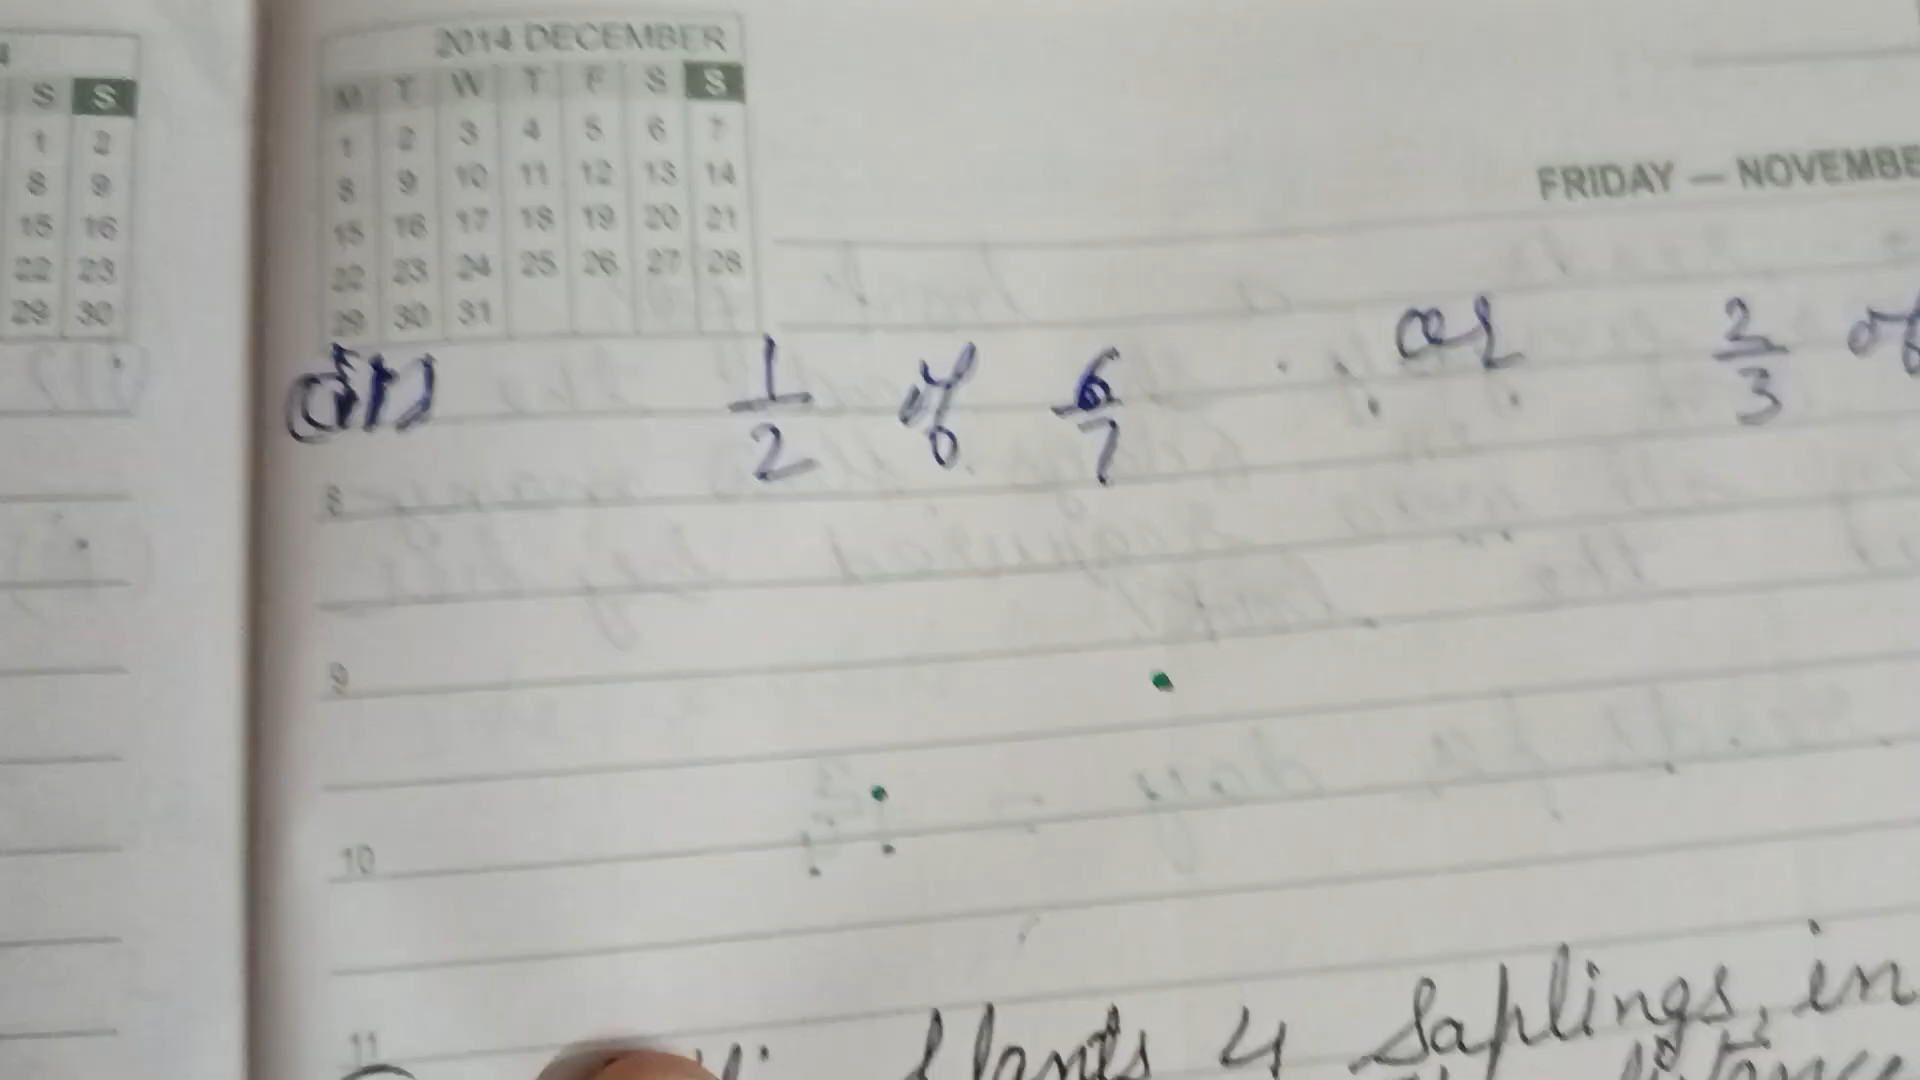 4
S S
1 2
8 9
15 16
22 23
29 30
2014 DECEMBER
M T W T F S S
1 2 3 4 5 6 7
8 9 10 11 12 13 14
15 16 17 18 19 20 21
22 23 24 25 26 27 28
29 30 31
FRIDAY — NOVEMBE
1/2 of 6/7 or 2/3 of
8
9
10
11
plants 4 Saplings, in